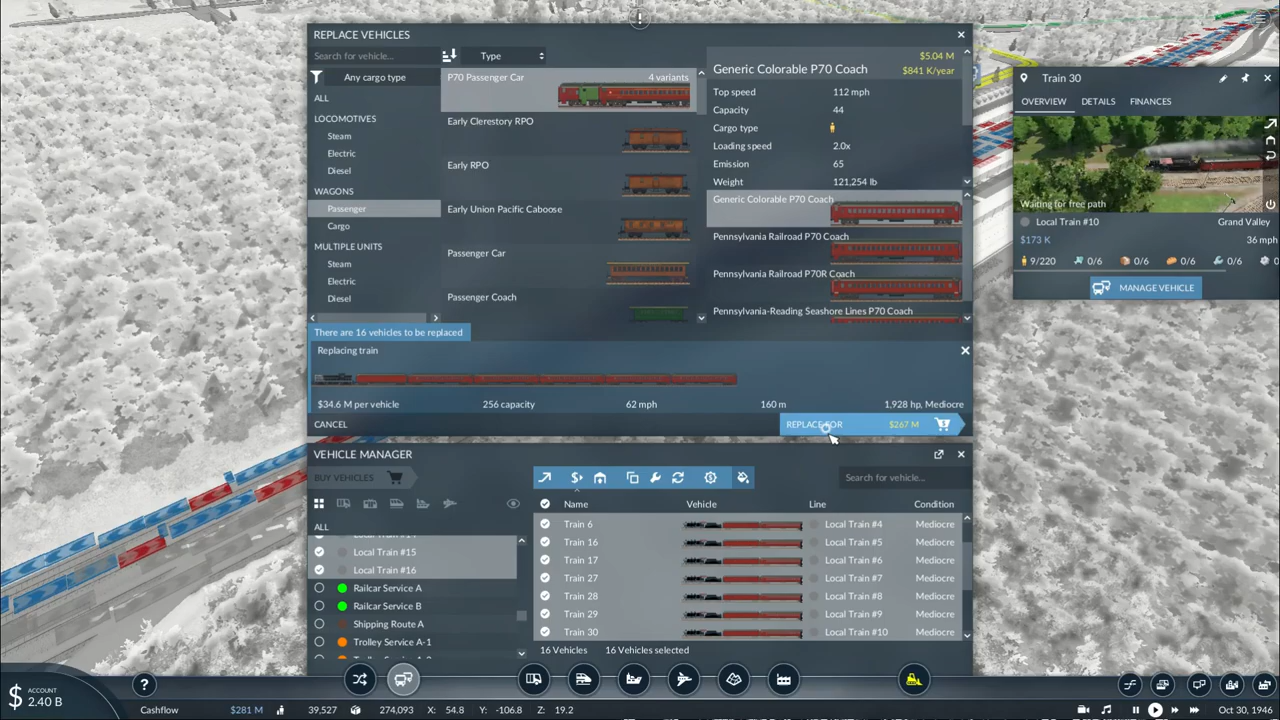 REPLACE VEHICLES
Search for vehicle...
Type
Any cargo type
ALL
LOCOMOTIVES
Steam
Electric
Diesel
WAGONS
Passenger
Cargo
MULTIPLE UNITS
Steam
Electric
Diesel
P70 Passenger Car
4 variants
Early Clerestory RPO
Early RPO
Early Union Pacific Caboose
Passenger Car
Passenger Coach
$5.04 M
Generic Colorable P70 Coach
$841 K/year
Top speed 112 mph
Capacity 44
Cargo type
Loading speed 2.0x
Emission 65
Weight 121,254 lb
Generic Colorable P70 Coach
Pennsylvania Railroad P70 Coach
Pennsylvania Railroad P70R Coach
Pennsylvania-Reading Seashore Lines P70 Coach
There are 16 vehicles to be replaced
Replacing train
$34.6 M per vehicle 256 capacity 62 mph 160 m 1,928 hp, Mediocre
CANCEL
REPLACE FOR $267 M
Train 30
OVERVIEW DETAILS FINANCES
Waiting for free path
Local Train #10 Grand Valley
$173 K 36 mph
9/220 0/6 0/6 0/6 0/6 0
MANAGE VEHICLE
VEHICLE MANAGER
BUY VEHICLES
Search for vehicle...
ALL
Local Train #15
Local Train #16
Railcar Service A
Railcar Service B
Shipping Route A
Trolley Service A-1
Name Vehicle Line Condition
Train 6 Local Train #4 Mediocre
Train 16 Local Train #5 Mediocre
Train 17 Local Train #6 Mediocre
Train 27 Local Train #7 Mediocre
Train 28 Local Train #8 Mediocre
Train 29 Local Train #9 Mediocre
Train 30 Local Train #10 Mediocre
16 Vehicles 16 Vehicles selected
$ ACCOUNT
2.40 B
?
Cashflow $281 M 39,527 274,093 X: 54.8 Y: -106.8 Z: 19.2
Oct 30, 1946